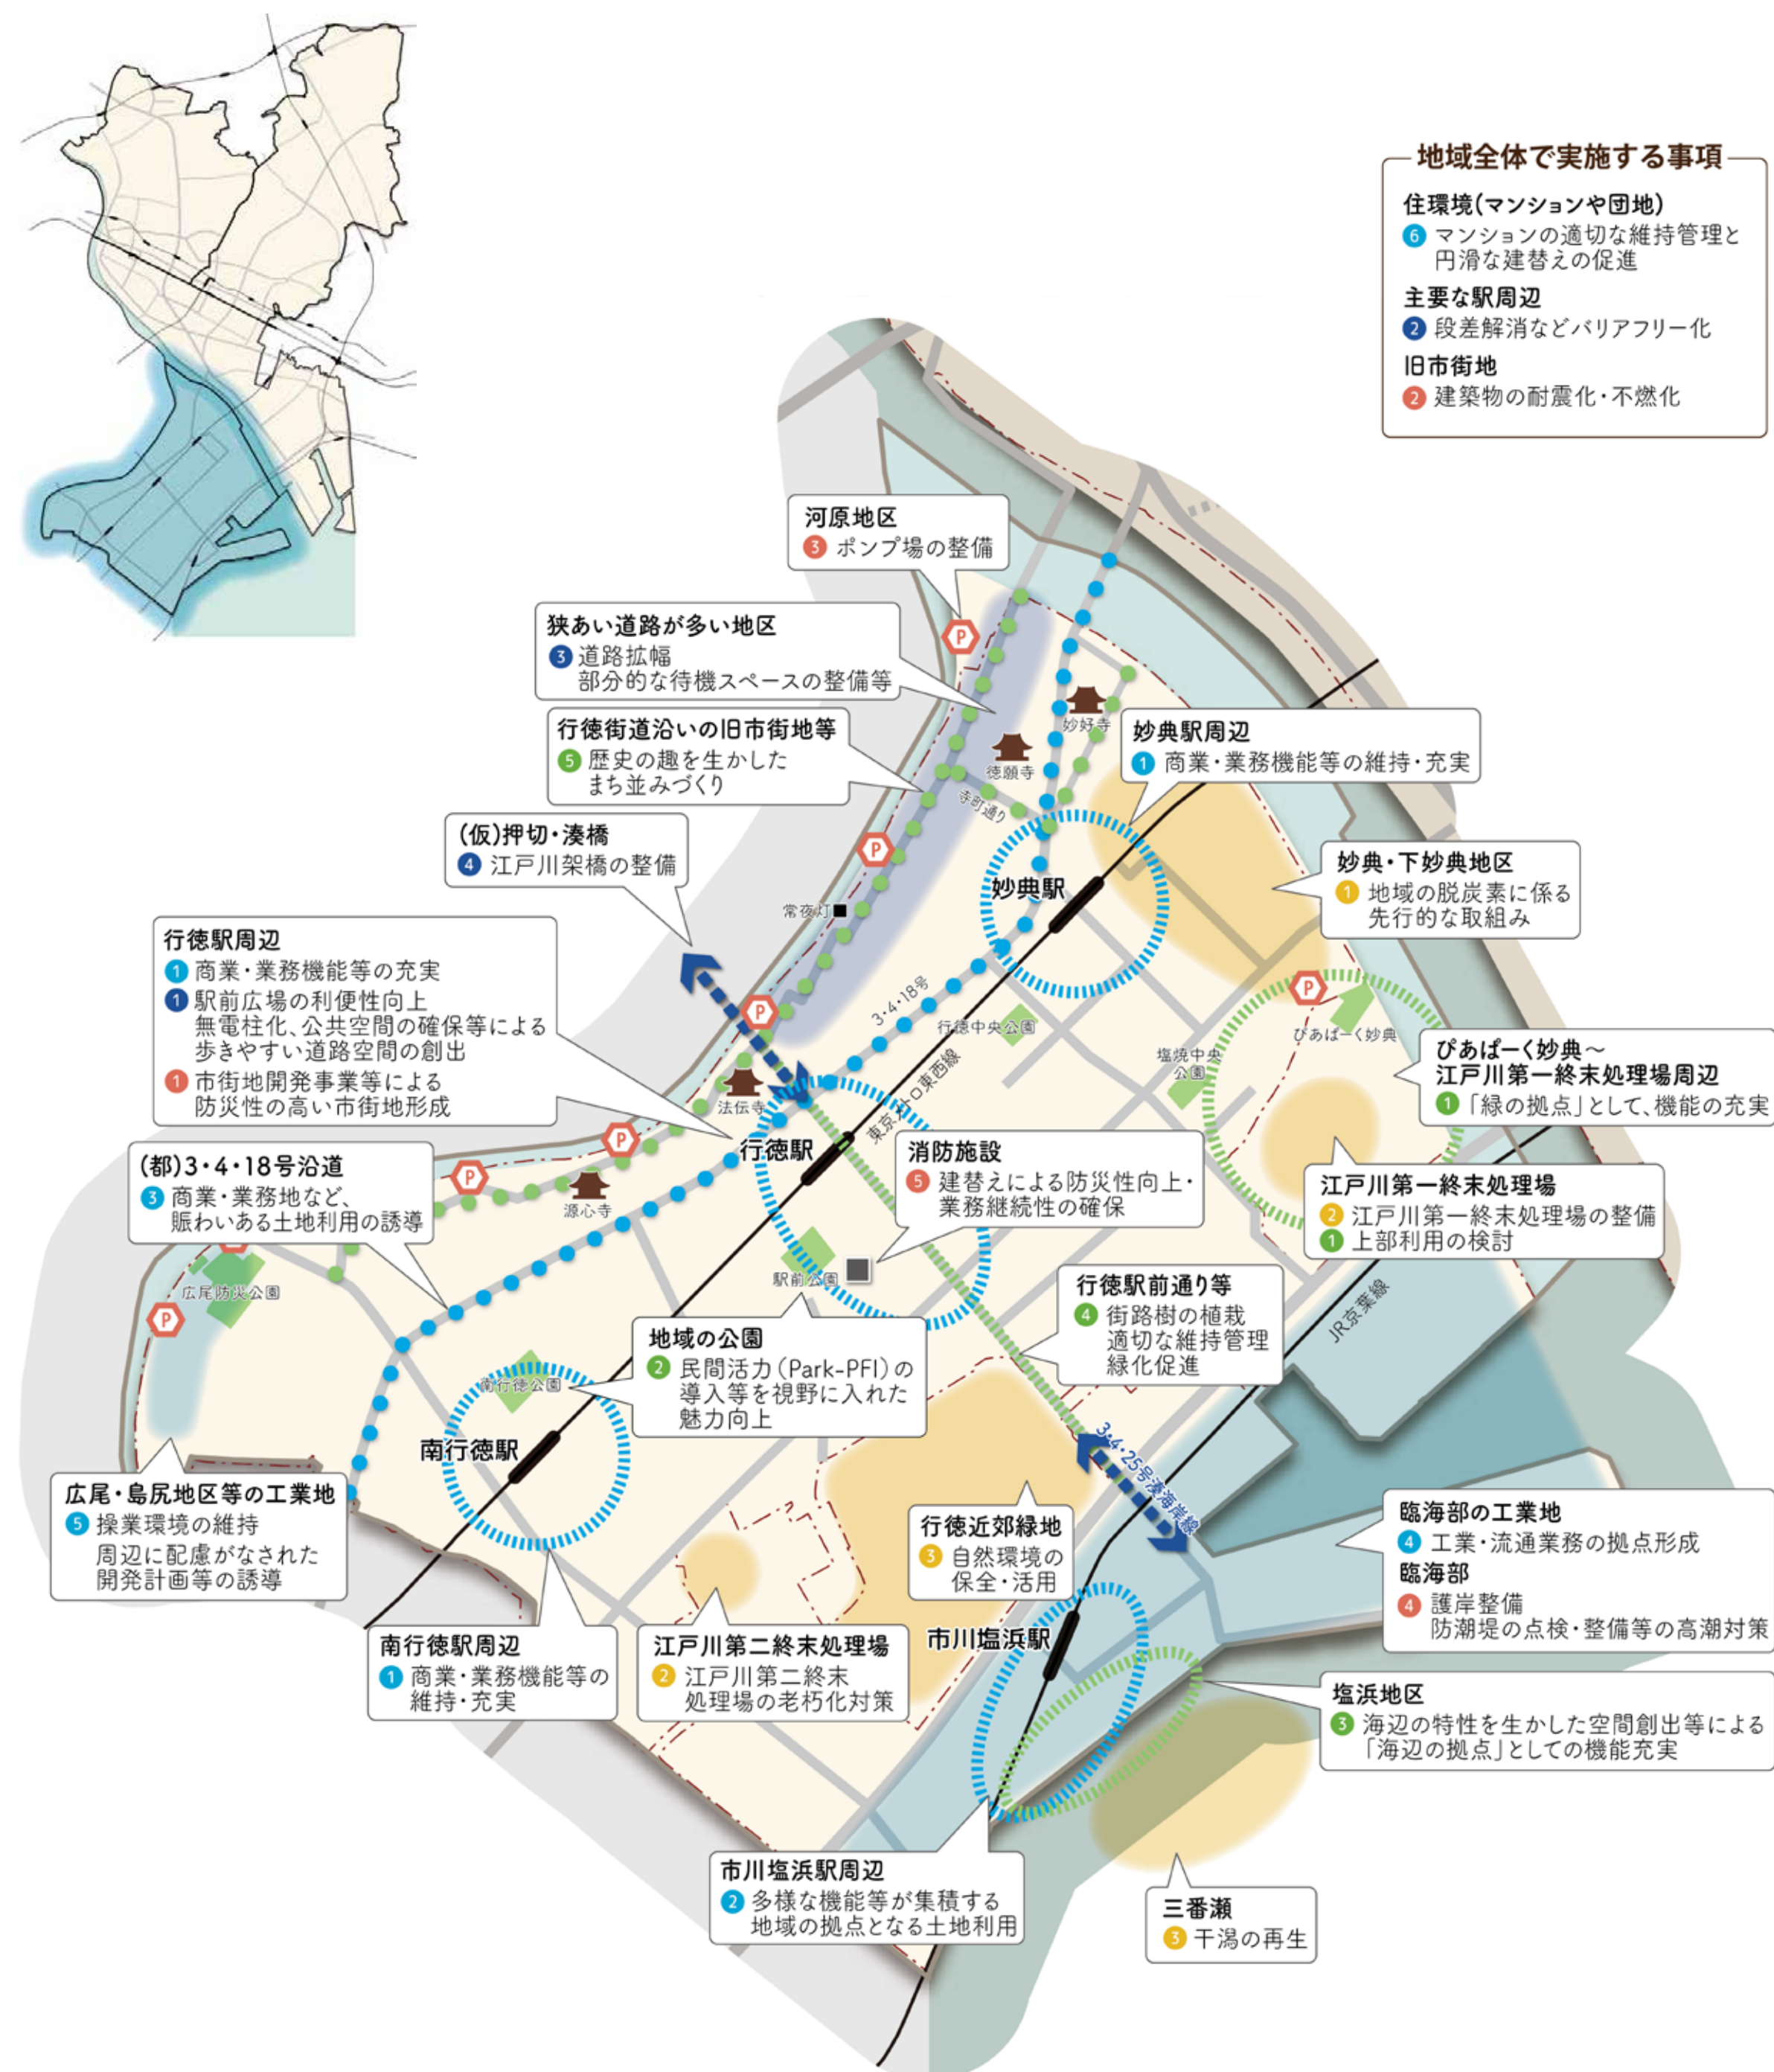 地域全体で実施する事項
住環境(マンションや団地)
6 マンションの適切な維持管理と
円滑な建替えの促進
主要な駅周辺
2 段差解消などバリアフリー化
旧市街地
2 建築物の耐震化・不燃化
河原地区
3 ポンプ場の整備
P
狭あい道路が多い地区
3 道路拡幅
部分的な待機スペースの整備等
妙好寺
行徳街道沿いの旧市街地等
5 歴史の趣を生かした
まち並みづくり
徳願寺
寺町通り
妙典駅周辺
1 商業・業務機能等の維持・充実
(仮)押切・湊橋
4 江戸川架橋の整備
P
妙典駅
妙典・下妙典地区
1 地域の脱炭素に係る
先行的な取組み
常夜灯
行徳駅周辺
1 商業・業務機能等の充実
1 駅前広場の利便性向上
無電柱化、公共空間の確保等による
歩きやすい道路空間の創出
1 市街地開発事業等による
防災性の高い市街地形成
P
3・4・18号
行徳中央公園
東京メトロ東西線
P
ぴあぱーく妙典
塩焼中央
公園
ぴあぱーく妙典~
江戸川第一終末処理場周辺
1 「緑の拠点」として、機能の充実
法伝寺
行徳駅
P
P
源心寺
(都)3・4・18号沿道
3 商業・業務地など、
賑わいある土地利用の誘導
消防施設
5 建替えによる防災性向上・
業務継続性の確保
江戸川第一終末処理場
2 江戸川第一終末処理場の整備
1 上部利用の検討
広尾防災公園
P
駅前公園
行徳駅前通り等
4 街路樹の植栽
適切な維持管理
緑化促進
JR京葉線
地域の公園
2 民間活力(Park-PFI)の
導入等を視野に入れた
魅力向上
南行徳公園
南行徳駅
3・4・25号湊海岸線
広尾・島尻地区等の工業地
5 操業環境の維持
周辺に配慮がなされた
開発計画等の誘導
行徳近郊緑地
3 自然環境の
保全・活用
臨海部の工業地
4 工業・流通業務の拠点形成
臨海部
4 護岸整備
防潮堤の点検・整備等の高潮対策
南行徳駅周辺
1 商業・業務機能等の
維持・充実
江戸川第二終末処理場
2 江戸川第二終末
処理場の老朽化対策
市川塩浜駅
塩浜地区
3 海辺の特性を生かした空間創出等による
「海辺の拠点」としての機能充実
市川塩浜駅周辺
2 多様な機能等が集積する
地域の拠点となる土地利用
三番瀬
3 干潟の再生